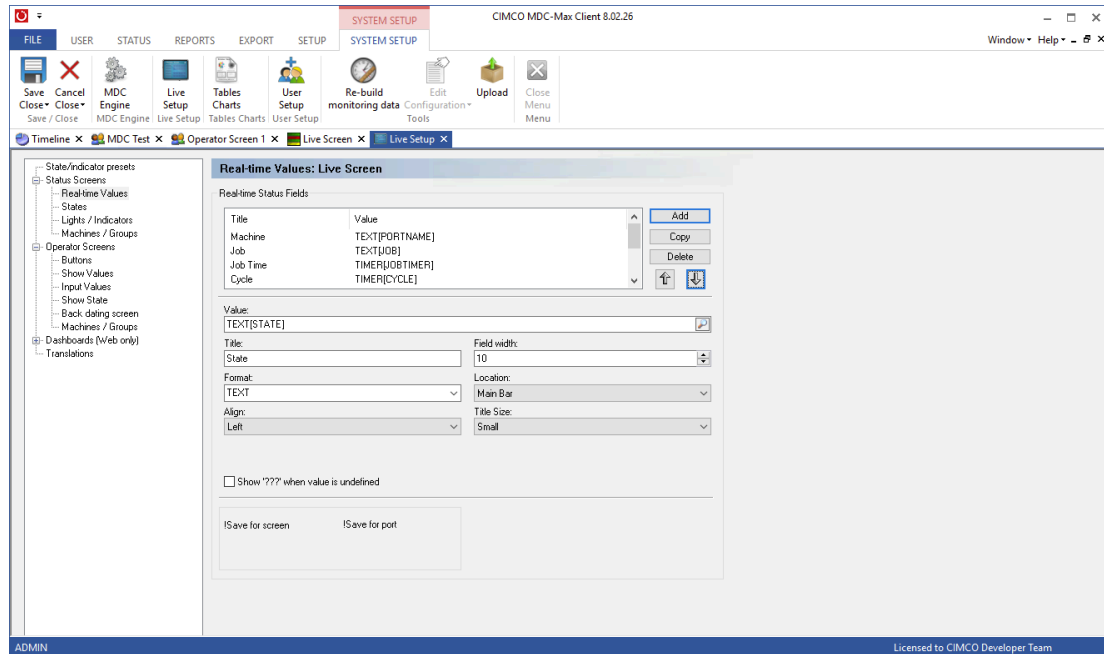 SYSTEM SETUP
CIMCO MDC-Max Client 8.02.26
FILE USER STATUS REPORTS EXPORT SETUP SYSTEM SETUP
Window Help
Save Cancel MDC Live Tables User Re-build Edit Upload Close
Close Close Engine Setup Charts Setup monitoring data Configuration Menu
Save / Close MDC Engine Live Setup Tables Charts User Setup Tools Menu
Timeline MDC Test Operator Screen 1 Live Screen Live Setup
State/indicator presets
Status Screens
Real-time Values
States
Lights / Indicators
Machines / Groups
Operator Screens
Buttons
Show Values
Input Values
Show State
Back dating screen
Machines / Groups
Dashboards (Web only)
Translations
Real-time Values: Live Screen
Real-time Status Fields
Title Value
Machine TEXT[PORTNAME]
Job TEXT[JOB]
Job Time TIMER[JOBTIMER]
Cycle TIMER[CYCLE]
Add
Copy
Delete
Value:
TEXT[STATE]
Title: Field width:
State 10
Format: Location:
TEXT Main Bar
Align: Title Size:
Left Small
Show '???' when value is undefined
!Save for screen !Save for port
ADMIN Licensed to CIMCO Developer Team